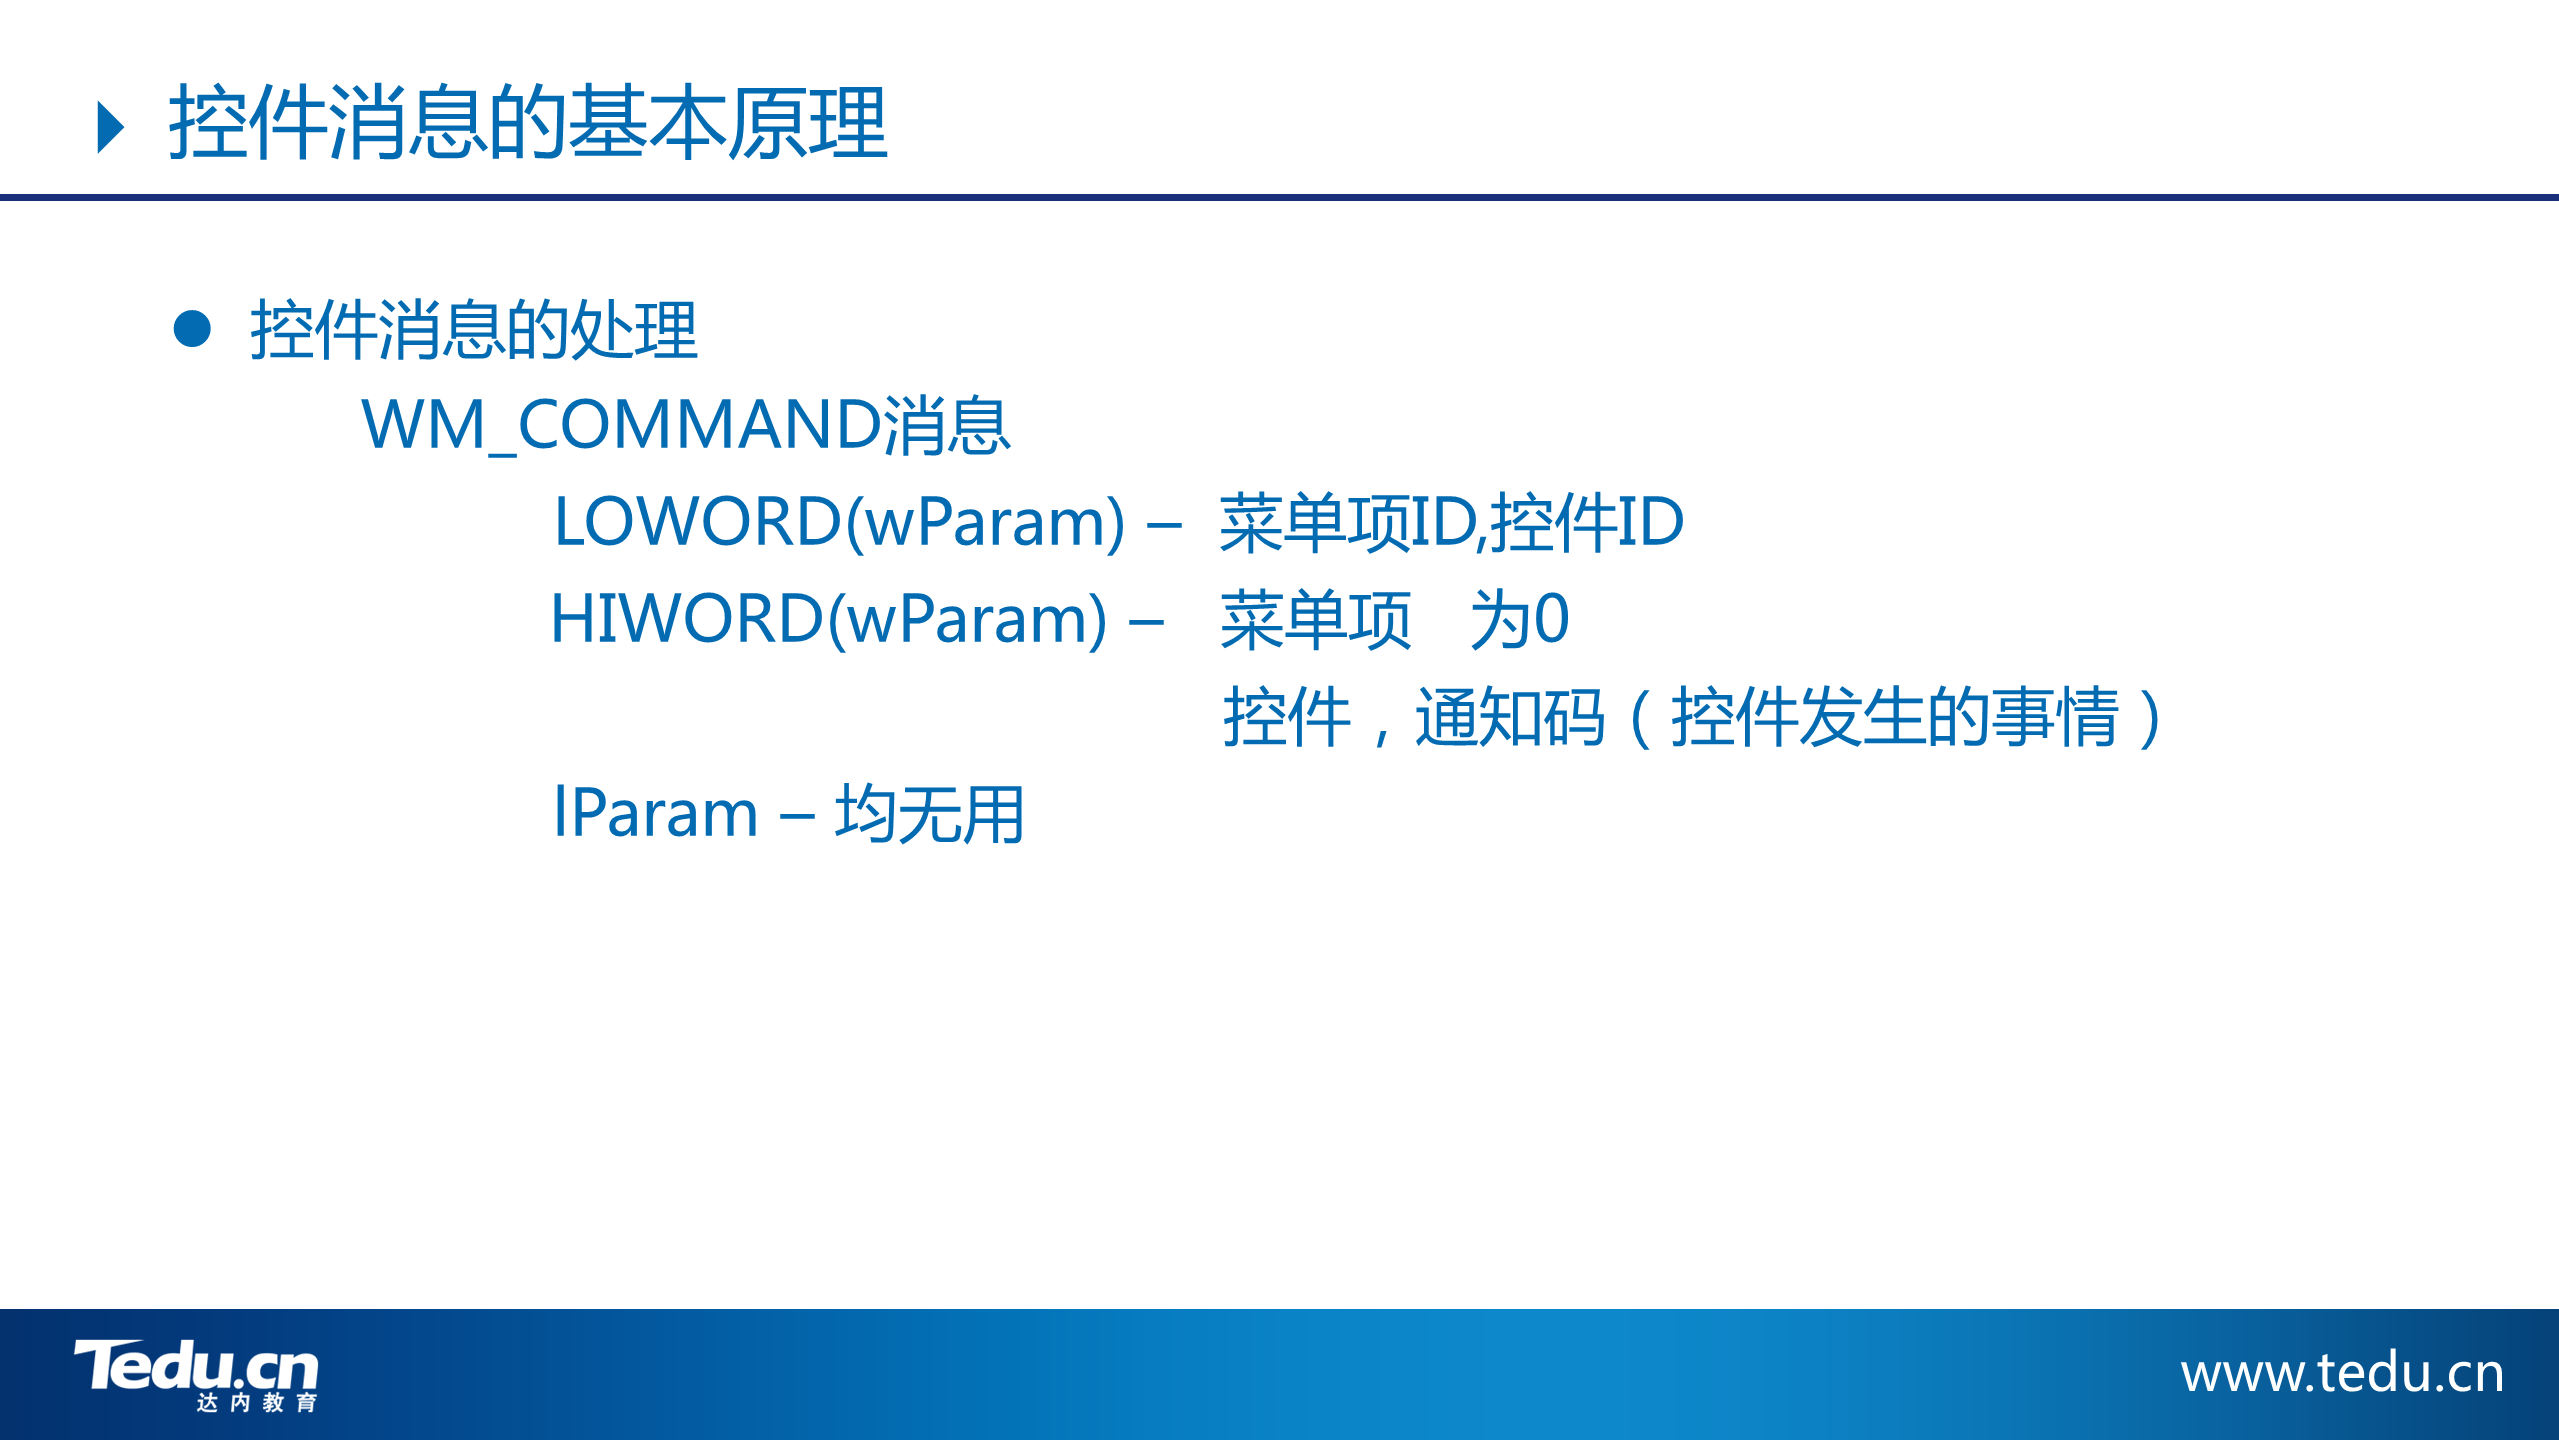 控件消息的基本原理
控件消息的处理
WM_COMMAND消息
LOWORD(wParam) – 菜单项ID,控件ID
HIWORD(wParam) – 菜单项 为0
控件，通知码（控件发生的事情）
lParam – 均无用
Tedu.cn
达内教育
www.tedu.cn